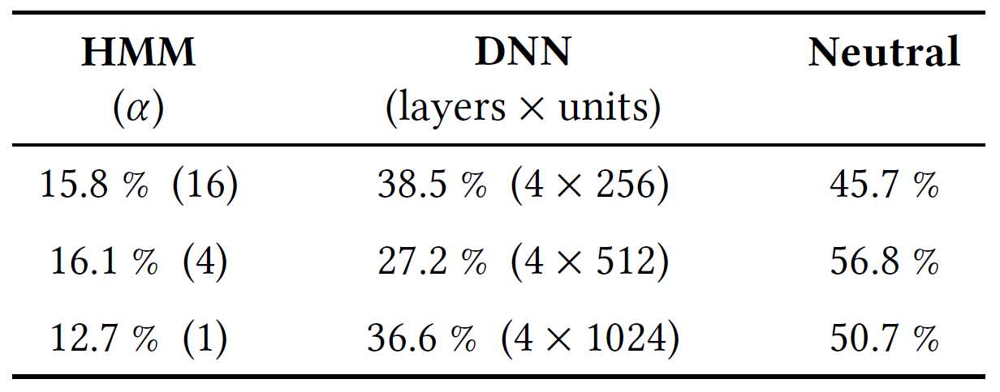 HMM DNN Neutral
(α) (layers × units)
15.8 % (16) 38.5 % (4 × 256) 45.7 %
16.1 % (4) 27.2 % (4 × 512) 56.8 %
12.7 % (1) 36.6 % (4 × 1024) 50.7 %